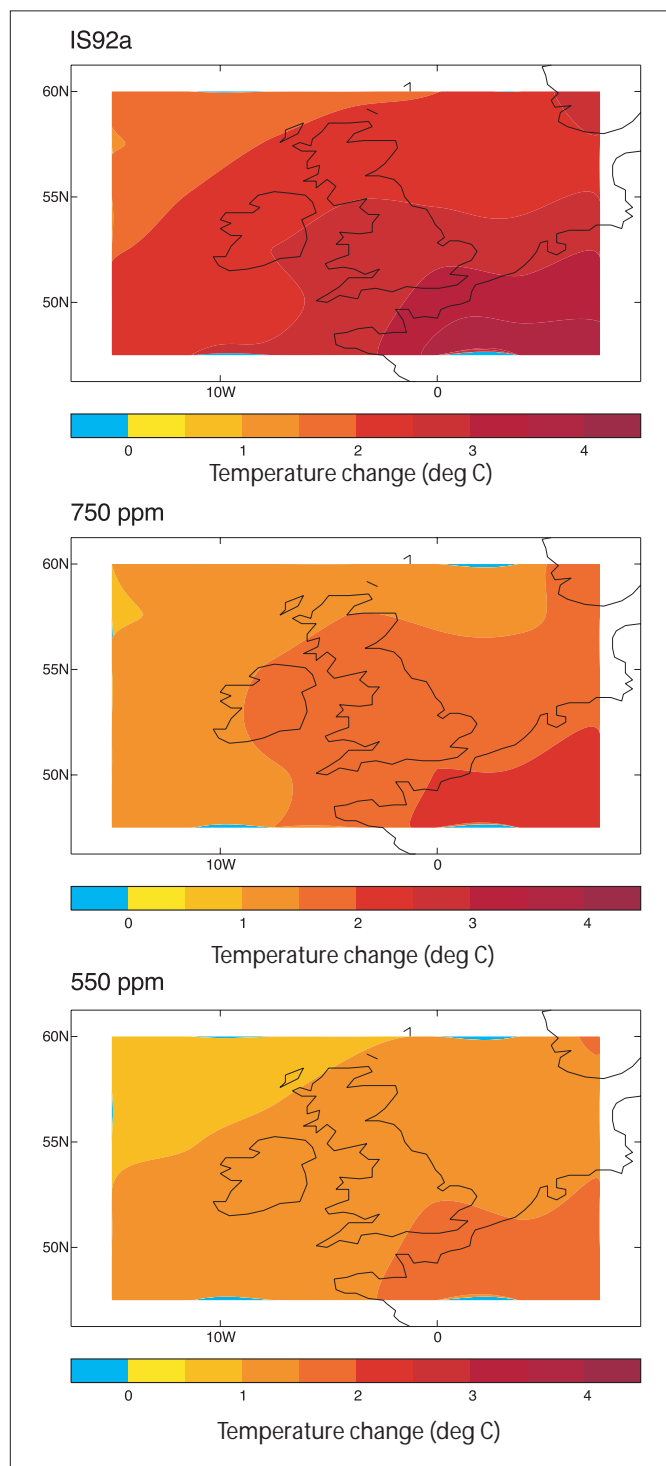 IS92a
60N
55N
50N
10W 0
0 1 2 3 4
Temperature change (deg C)
750 ppm
60N
55N
50N
10W 0
0 1 2 3 4
Temperature change (deg C)
550 ppm
60N
55N
50N
10W 0
0 1 2 3 4
Temperature change (deg C)